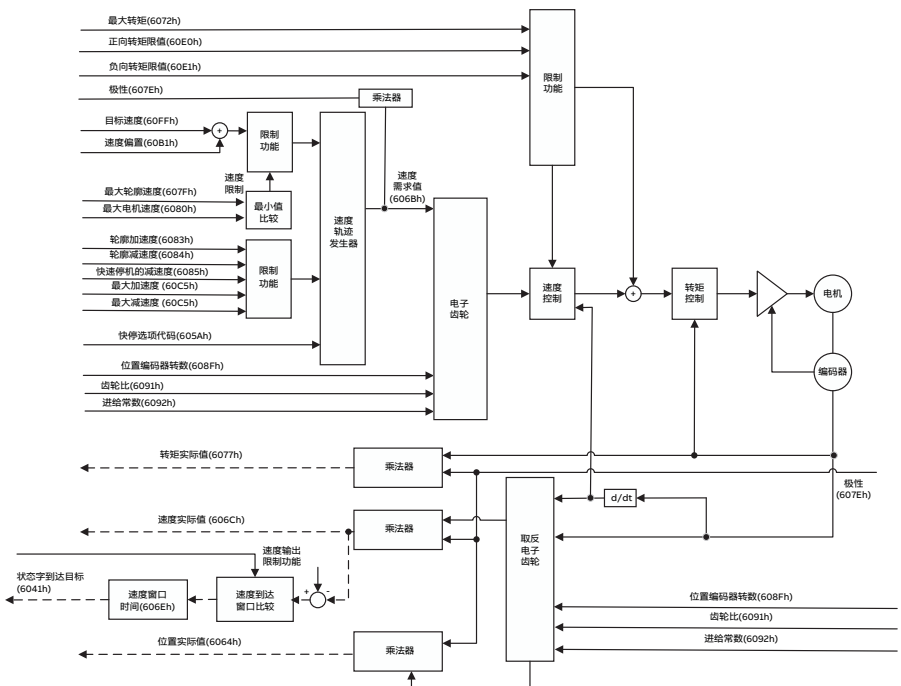 最大转矩(6072h)
正向转矩限值(60E0h)
负向转矩限值(60E1h)
极性(607Eh)
乘法器
限制
功能
目标速度(60FFh)
+
速度偏置(60B1h)
限制
功能
速度
限制
最大轮廓速度(607Fh)
最大电机速度(6080h)
最小值
比较
速度
轨迹
发生器
速度
需求值
(606Bh)
轮廓加速度(6083h)
轮廓减速度(6084h)
快速停机的减速度(6085h)
最大加速度 (60C5h)
最大减速度 (60C5h)
限制
功能
快停选项代码(605Ah)
位置编码器转数(608Fh)
齿轮比(6091h)
进给常数(6092h)
电子
齿轮
速度
控制
+
转矩
控制
电机
编码器
转矩实际值(6077h)
乘法器
极性
(607Eh)
速度实际值 (606Ch)
乘法器
d/dt
取反
电子
齿轮
速度输出
限制功能
状态字到达目标
(6041h)
速度窗口
时间(606Eh)
速度到达
窗口比较
+
-
位置编码器转数(608Fh)
齿轮比(6091h)
进给常数(6092h)
位置实际值(6064h)
乘法器